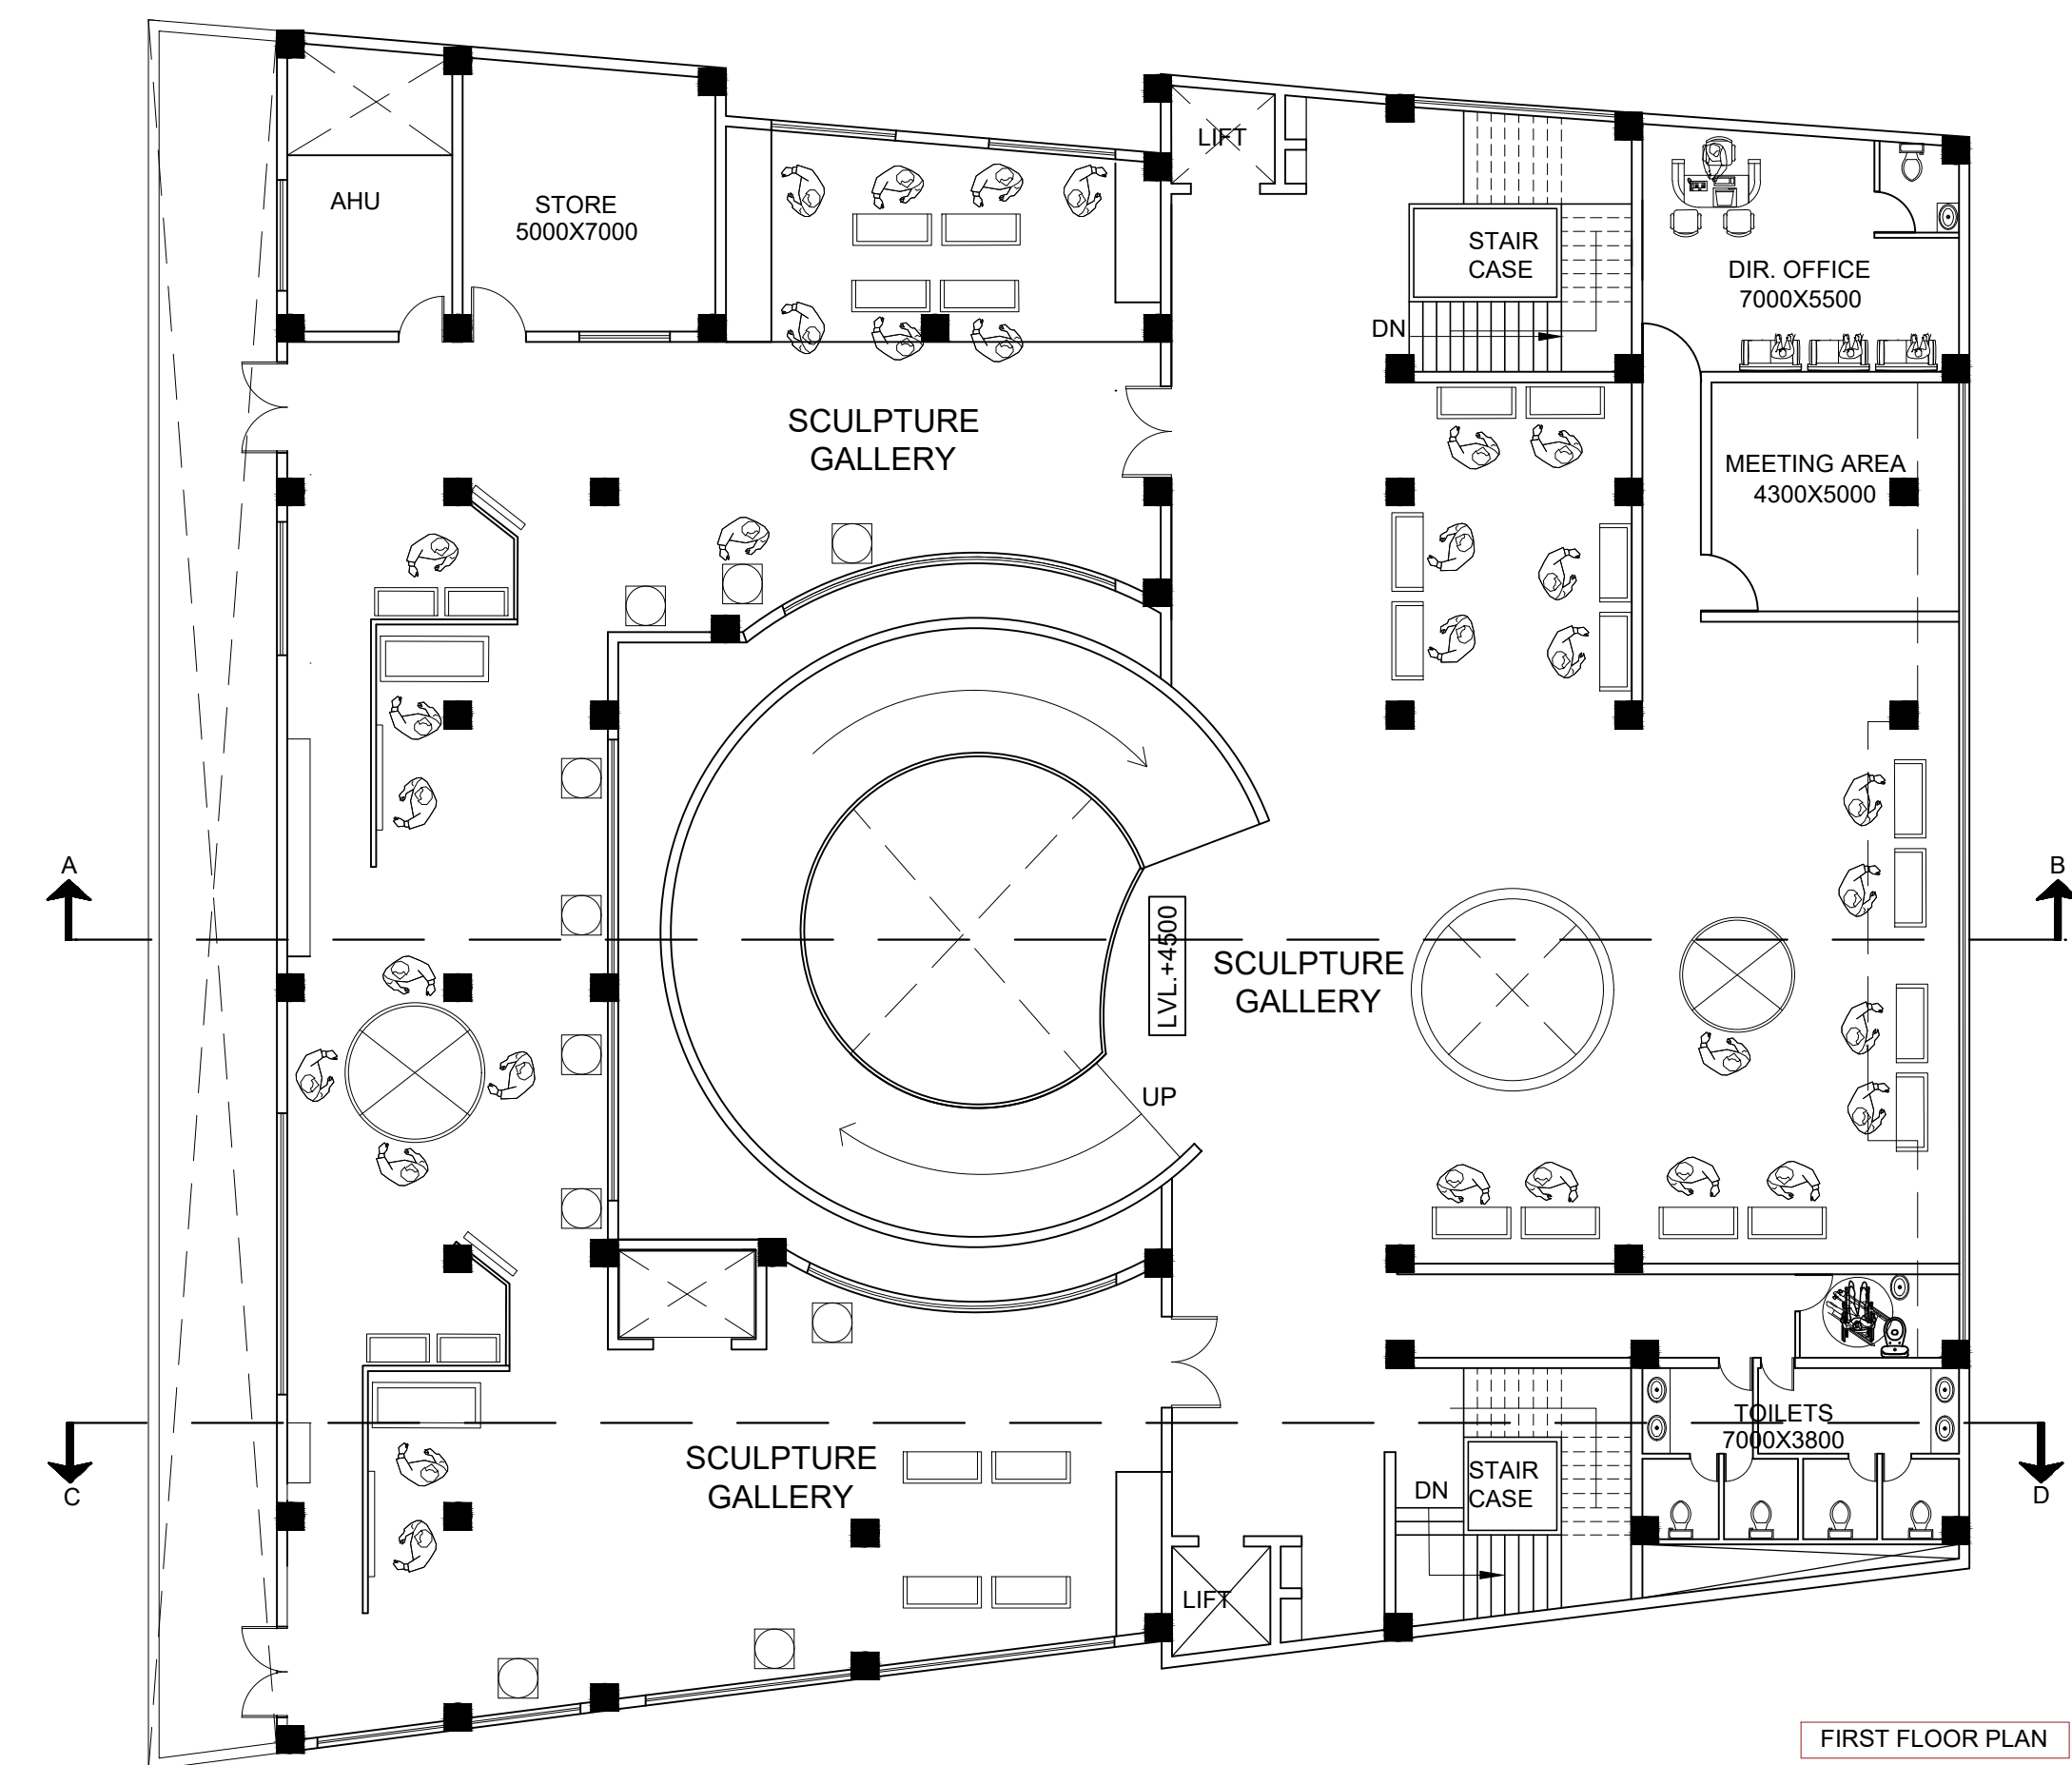 LIFT
AHU
STORE
5000X7000
STAIR
CASE
DIR. OFFICE
7000X5500
DN
SCULPTURE
GALLERY
MEETING AREA
4300X5000
A
B
LVL.+4500
SCULPTURE
GALLERY
UP
TOILETS
7000X3800
SCULPTURE
GALLERY
STAIR
CASE
DN
C
D
LIFT
FIRST FLOOR PLAN